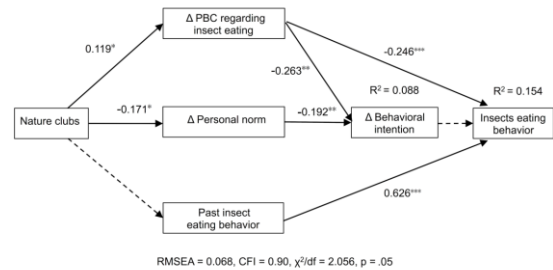 Δ PBC regarding
insect eating
0.119*
-0.246***
-0.263**
R² = 0.088
R² = 0.154
-0.171*
-0.192**
Nature clubs
Δ Personal norm
Δ Behavioral
intention
Insects eating
behavior
0.626***
Past insect
eating behavior
RMSEA = 0.068, CFI = 0.90, χ²/df = 2.056, p = .05